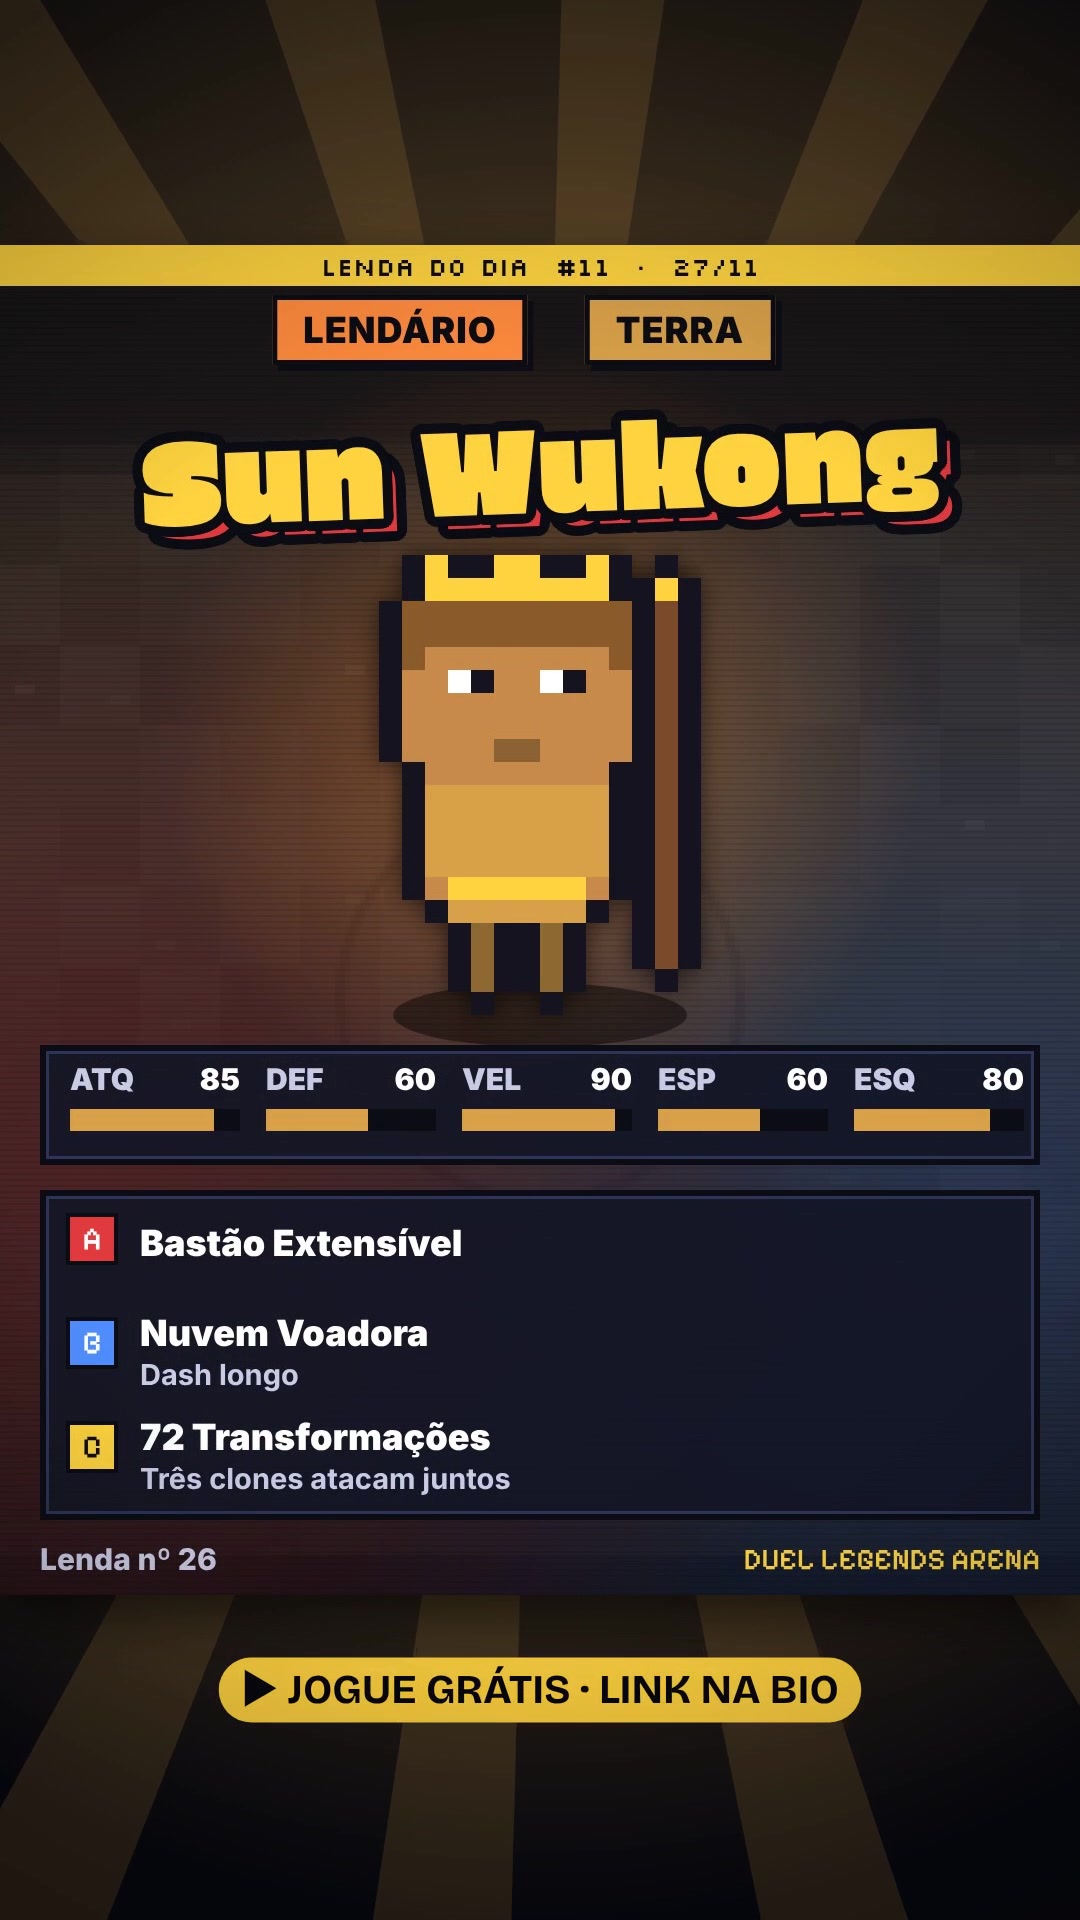 LENDA DO DIA #11 · 27/11
LENDÁRIO TERRA
Sun Wukong
ATQ 85 DEF 60 VEL 90 ESP 60 ESQ 80
A Bastão Extensível
B Nuvem Voadora
Dash longo
C 72 Transformações
Três clones atacam juntos
Lenda nº 26 DUEL LEGENDS ARENA
▶ JOGUE GRÁTIS · LINK NA BIO